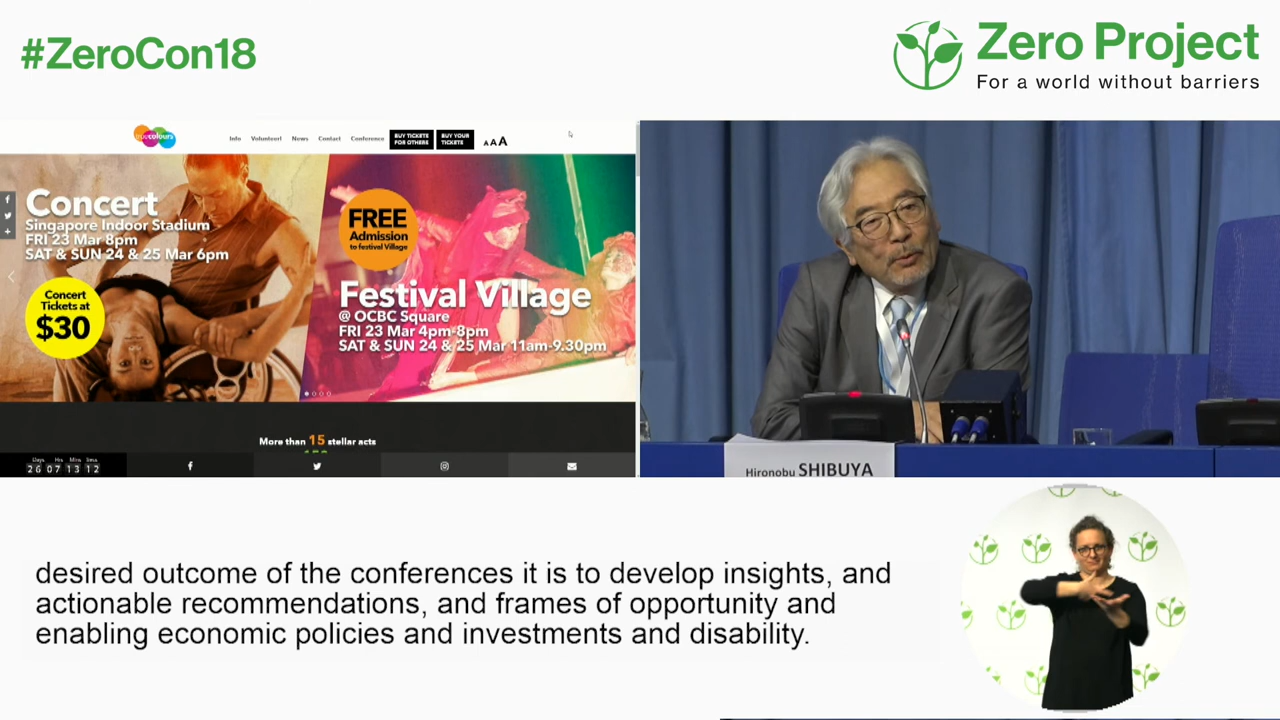 #ZeroCon18
Zero Project
For a world without barriers
truecolours
Info Volunteer! News Contact Conference BUY TICKETS FOR OTHERS BUY YOUR TICKETS A A A
Concert
Singapore Indoor Stadium
FRI 23 Mar 8pm
SAT & SUN 24 & 25 Mar 6pm
Concert
Tickets at
$30
FREE
Admission
to festival Village
Festival Village
@ OCBC Square
FRI 23 Mar 4pm-8pm
SAT & SUN 24 & 25 Mar 11am-9.30pm
More than 15 stellar acts
Days Hrs Mins Secs
26 07 13 12
Hironobu SHIBUYA
desired outcome of the conferences it is to develop insights, and
actionable recommendations, and frames of opportunity and
enabling economic policies and investments and disability.